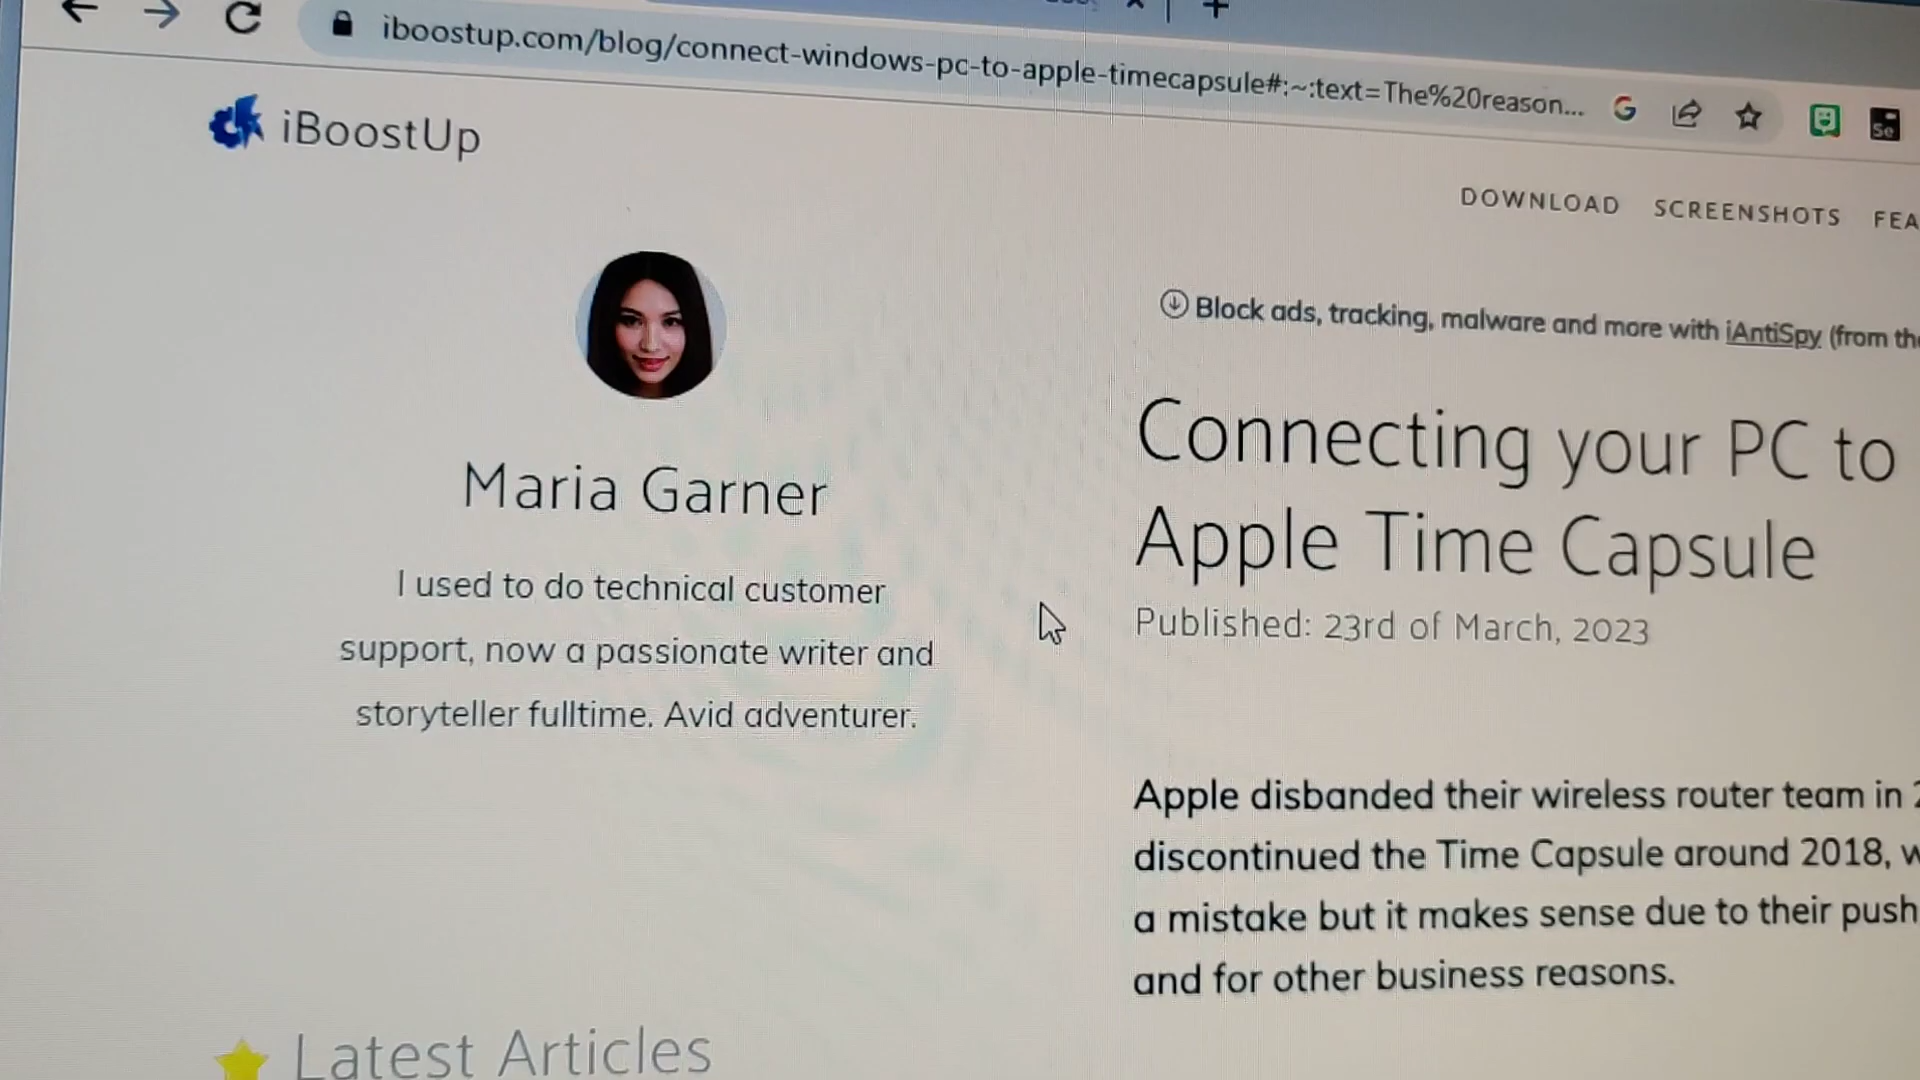 iboostup.com/blog/connect-windows-pc-to-apple-timecapsule#:~:text=The%20reason...
Se
iBoostUp
DOWNLOAD SCREENSHOTS
Block ads, tracking, malware and more with iAntiSpy (from
Maria Garner
I used to do technical customer
support, now a passionate writer and
storyteller fulltime. Avid adventurer.
Connecting your PC to
Apple Time Capsule
Published: 23rd of March, 2023
Apple disbanded their wireless router team in
discontinued the Time Capsule around 2018,
a mistake but it makes sense due to their push
and for other business reasons.
Latest Articles